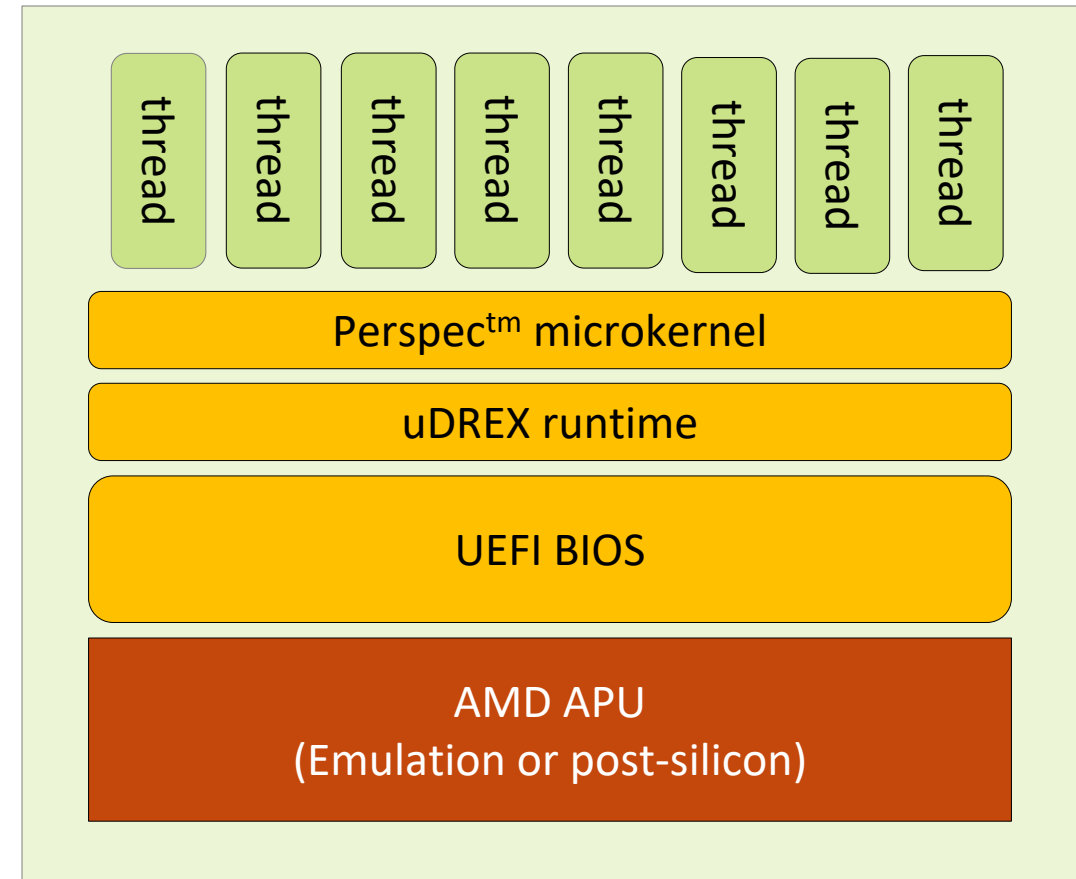 thread
thread
thread
thread
thread
thread
thread
thread
Perspec™ microkernel
uDREX runtime
UEFI BIOS
AMD APU
(Emulation or post-silicon)